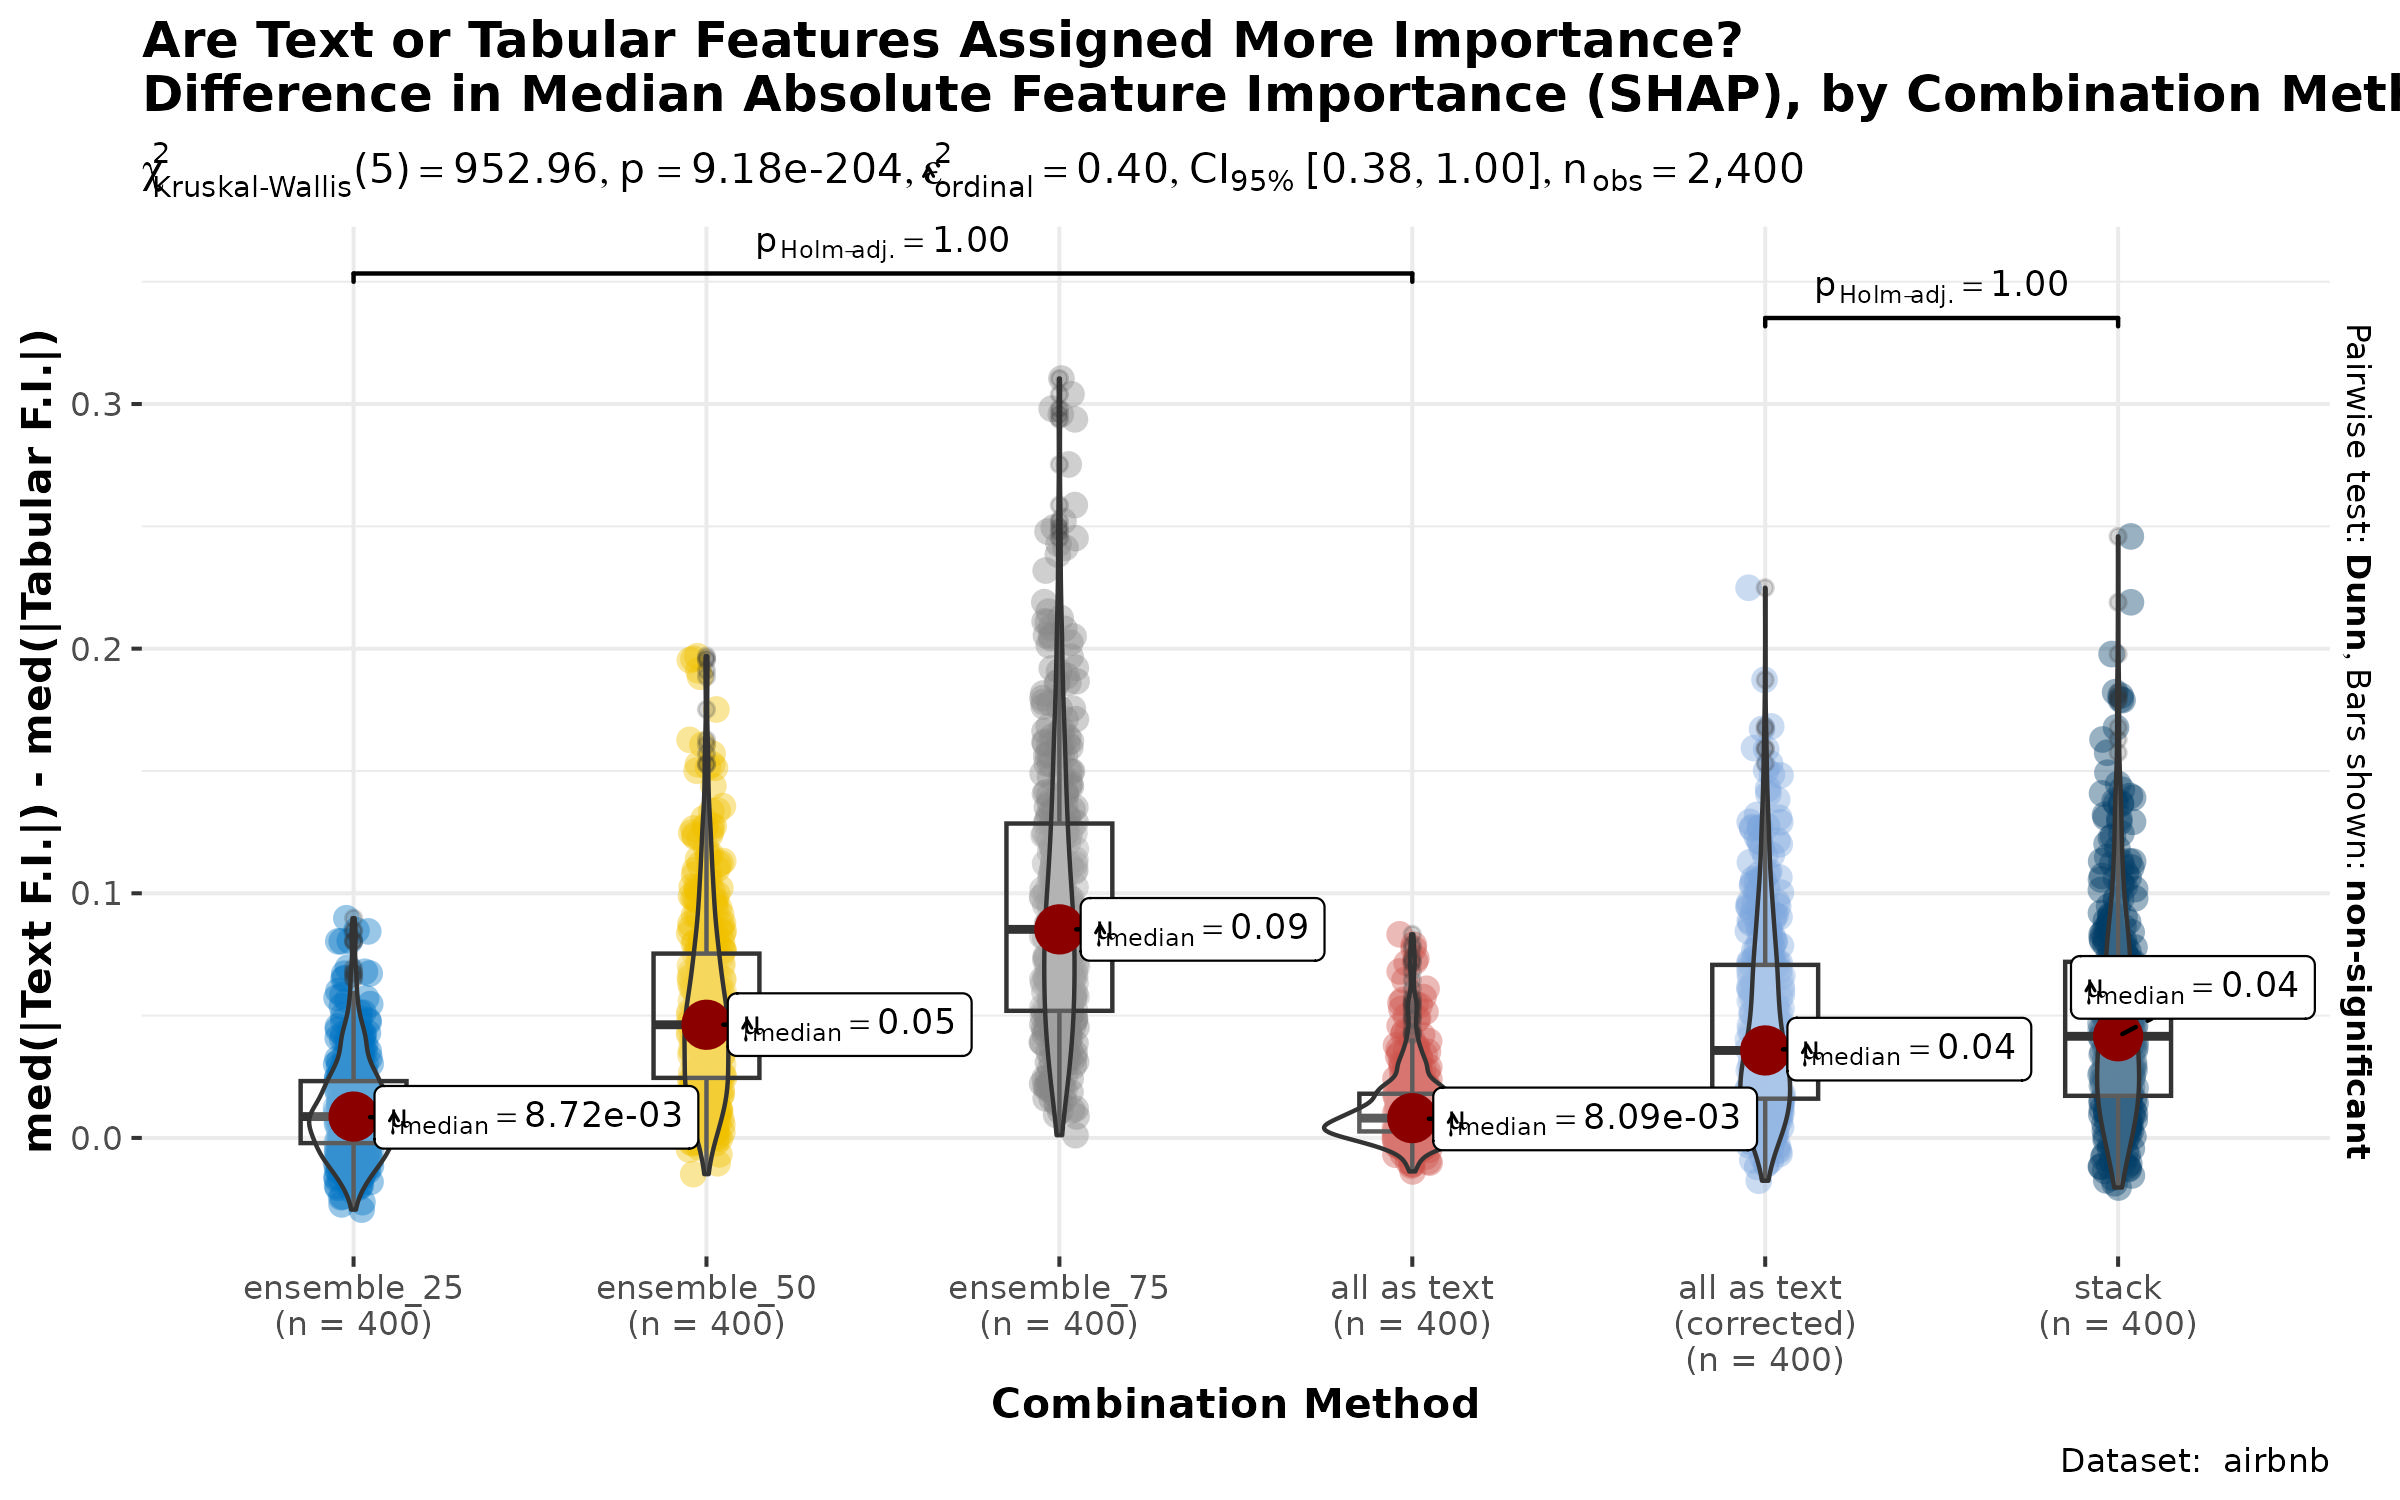 Are Text or Tabular Features Assigned More Importance?
Difference in Median Absolute Feature Importance (SHAP), by Combination Meth
χ²Kruskal-Wallis(5) = 952.96, p = 9.18e-204, ε̂²ordinal = 0.40, CI95% [0.38, 1.00], nobs = 2,400
pHolm-adj. = 1.00
pHolm-adj. = 1.00
med(|Text F.I.|) - med(|Tabular F.I.|)
0.3
0.2
0.1
0.0
μ̂median = 8.72e-03
μ̂median = 0.05
μ̂median = 0.09
μ̂median = 8.09e-03
μ̂median = 0.04
μ̂median = 0.04
Pairwise test: Dunn, Bars shown: non-significant
ensemble_25
(n = 400)
ensemble_50
(n = 400)
ensemble_75
(n = 400)
all as text
(n = 400)
all as text
(corrected)
(n = 400)
stack
(n = 400)
Combination Method
Dataset: airbnb